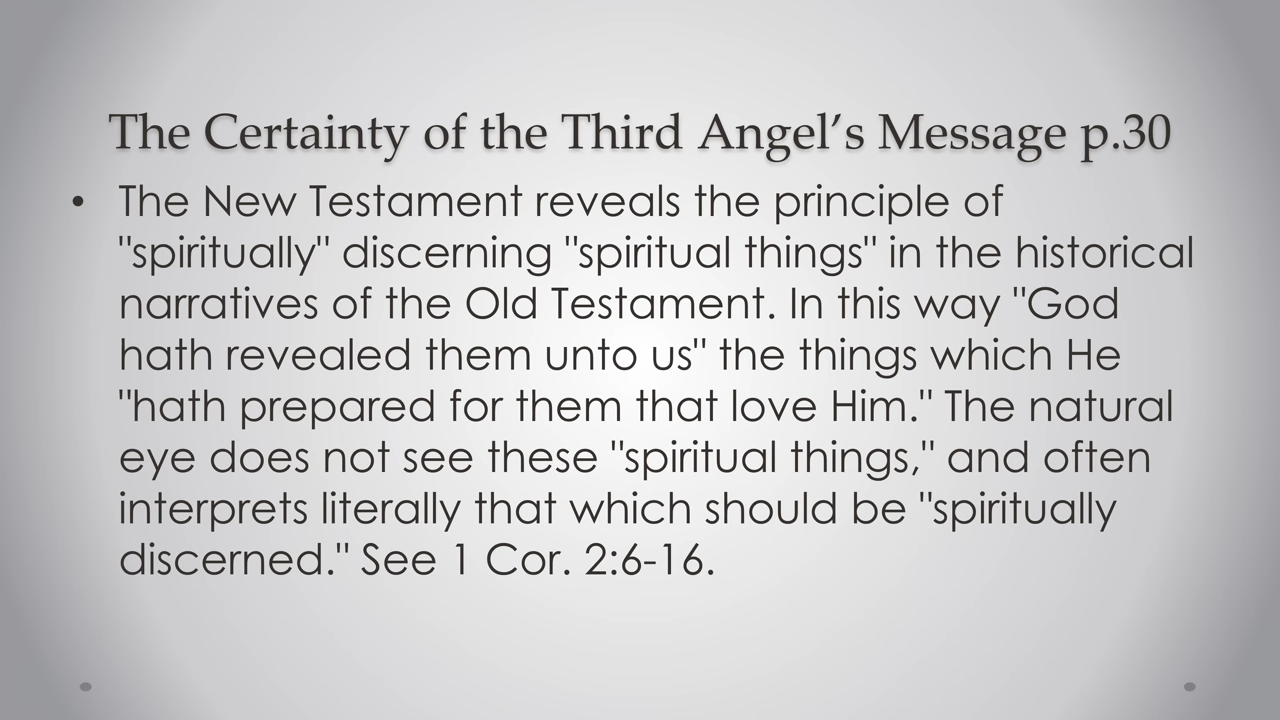 The Certainty of the Third Angel’s Message p.30
• The New Testament reveals the principle of
"spiritually" discerning "spiritual things" in the historical
narratives of the Old Testament. In this way "God
hath revealed them unto us" the things which He
"hath prepared for them that love Him." The natural
eye does not see these "spiritual things," and often
interprets literally that which should be "spiritually
discerned." See 1 Cor. 2:6-16.